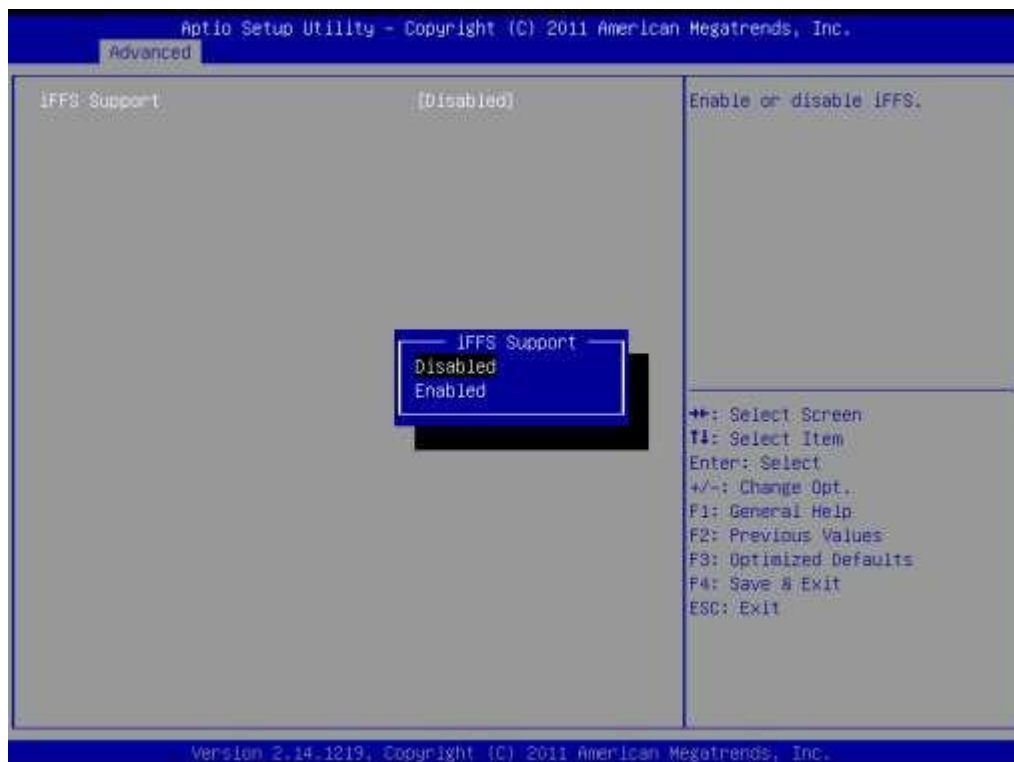 Aptio Setup Utility - Copyright (C) 2011 American Megatrends, Inc.
Advanced
iFFS Support [Disabled]
Enable or disable iFFS.
iFFS Support
Disabled
Enabled
→←: Select Screen
↑↓: Select Item
Enter: Select
+/-: Change Opt.
F1: General Help
F2: Previous Values
F3: Optimized Defaults
F4: Save & Exit
ESC: Exit
Version 2.14.1219. Copyright (C) 2011 American Megatrends, Inc.